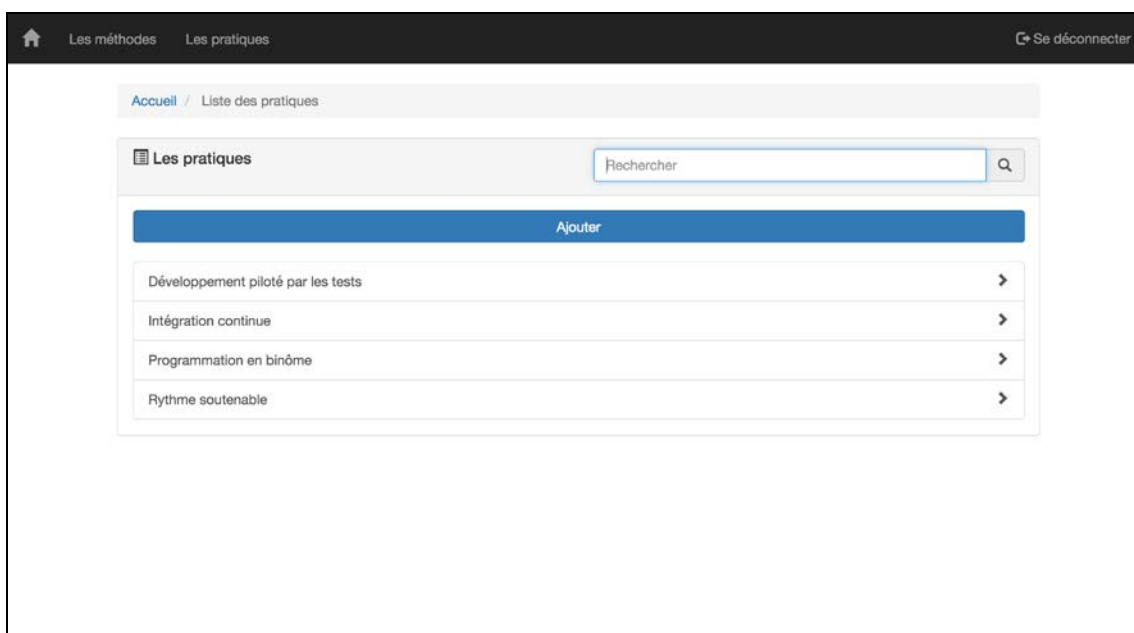 Les méthodes Les pratiques Se déconnecter
Accueil / Liste des pratiques
Les pratiques Rechercher
Ajouter
Développement piloté par les tests
Intégration continue
Programmation en binôme
Rythme soutenable